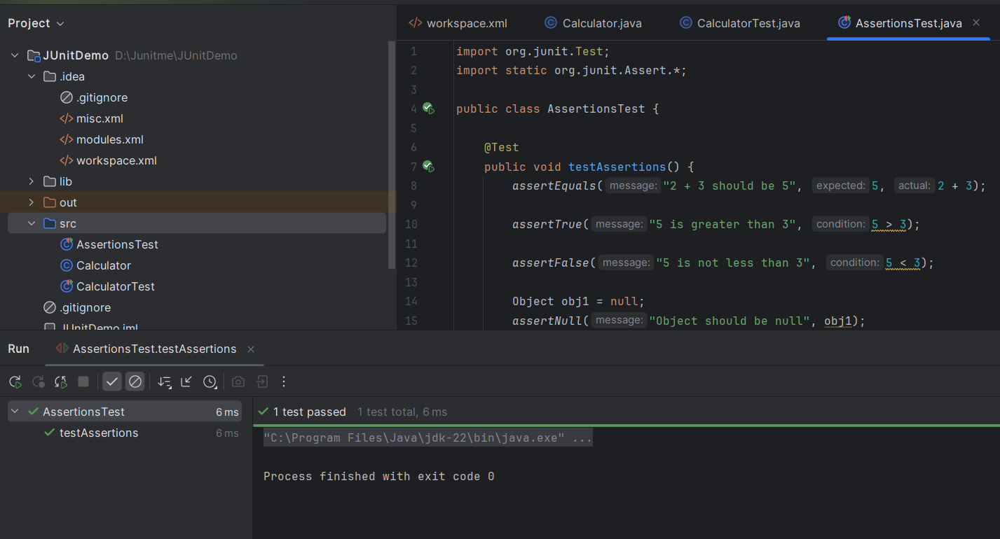 Project
JUnitDemo D:\Junitme\JUnitDemo
.idea
.gitignore
misc.xml
modules.xml
workspace.xml
lib
out
src
AssertionsTest
Calculator
CalculatorTest
.gitignore
JUnitDemo.iml
workspace.xml Calculator.java CalculatorTest.java AssertionsTest.java
1 import org.junit.Test;
2 import static org.junit.Assert.*;
3
4 public class AssertionsTest {
5
6 @Test
7 public void testAssertions() {
8 assertEquals( message: "2 + 3 should be 5", expected: 5, actual: 2 + 3);
9
10 assertTrue( message: "5 is greater than 3", condition: 5 > 3);
11
12 assertFalse( message: "5 is not less than 3", condition: 5 < 3);
13
14 Object obj1 = null;
15 assertNull( message: "Object should be null", obj1);
Run AssertionsTest.testAssertions
AssertionsTest 6 ms
testAssertions 6 ms
1 test passed 1 test total, 6 ms
"C:\Program Files\Java\jdk-22\bin\java.exe" ...
Process finished with exit code 0